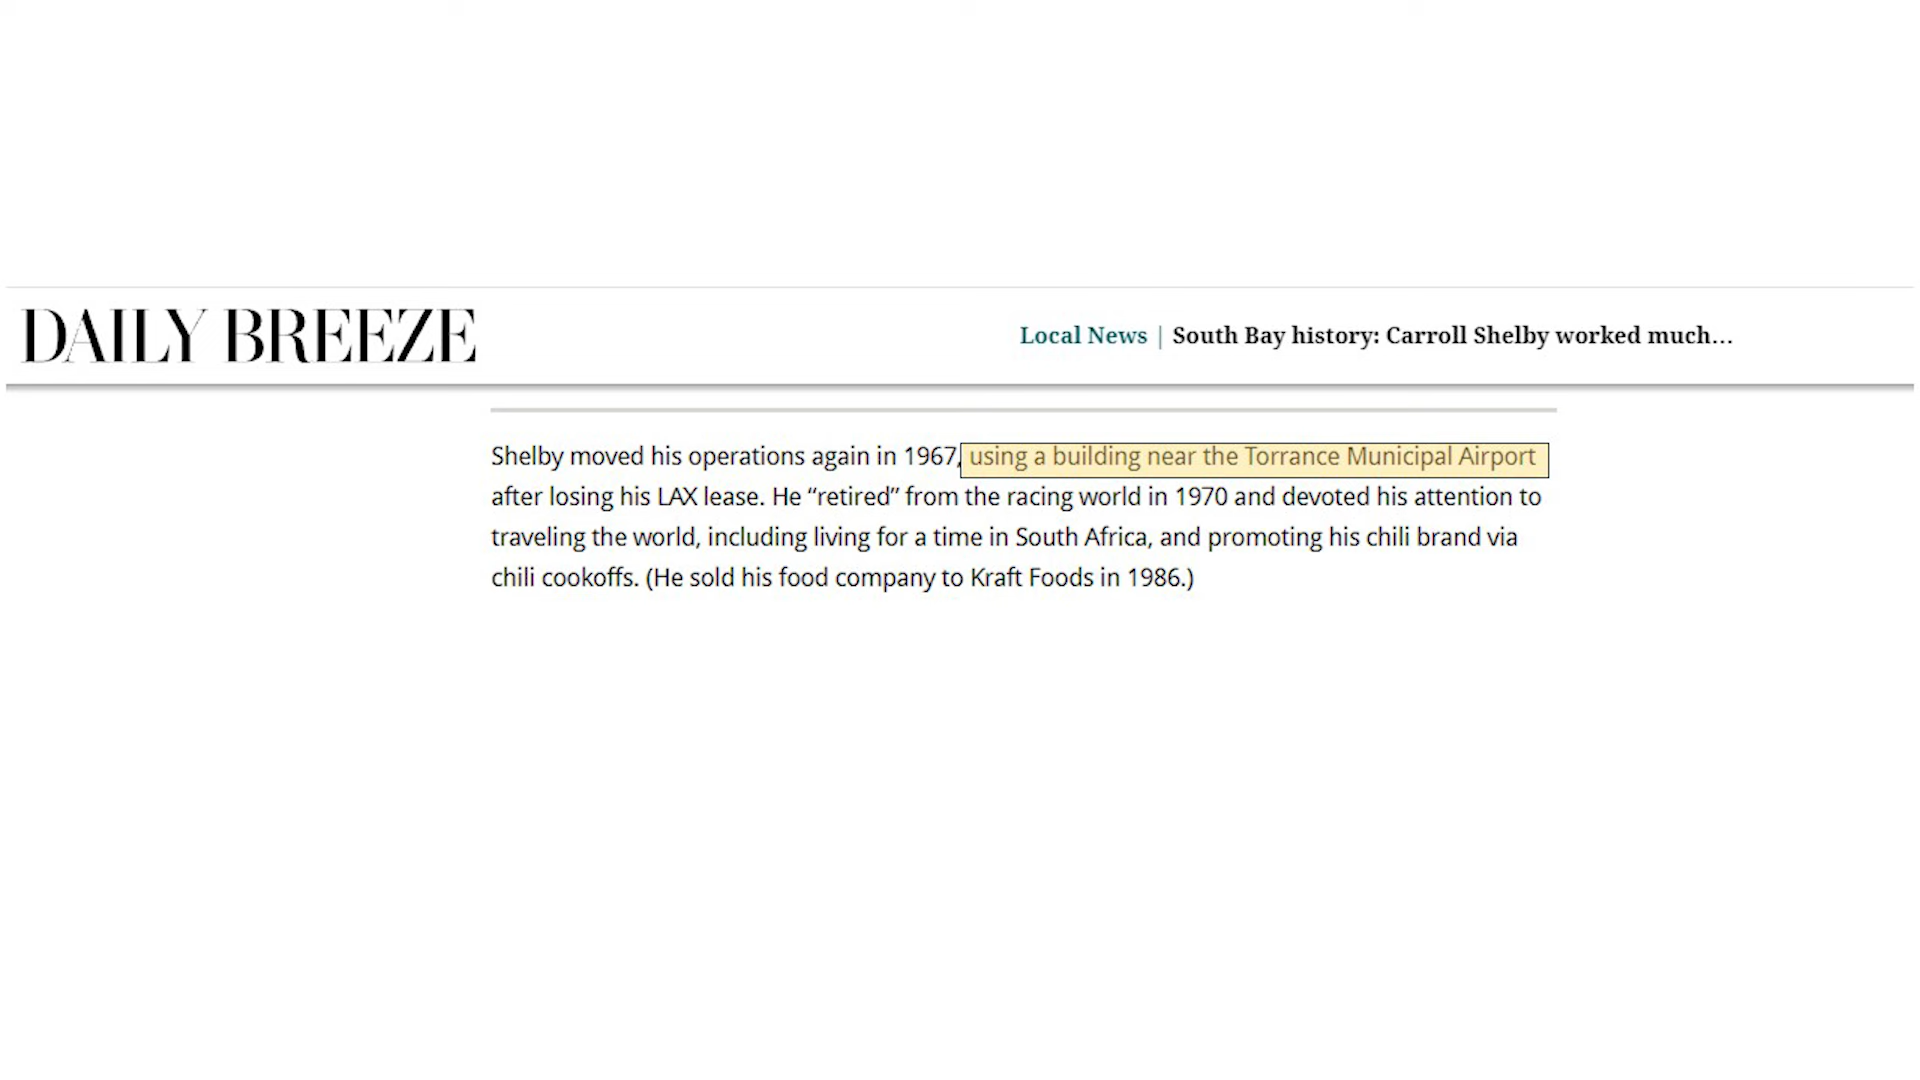 DAILY BREEZE
Local News | South Bay history: Carroll Shelby worked much...
Shelby moved his operations again in 1967, using a building near the Torrance Municipal Airport
after losing his LAX lease. He “retired” from the racing world in 1970 and devoted his attention to
traveling the world, including living for a time in South Africa, and promoting his chili brand via
chili cookoffs. (He sold his food company to Kraft Foods in 1986.)